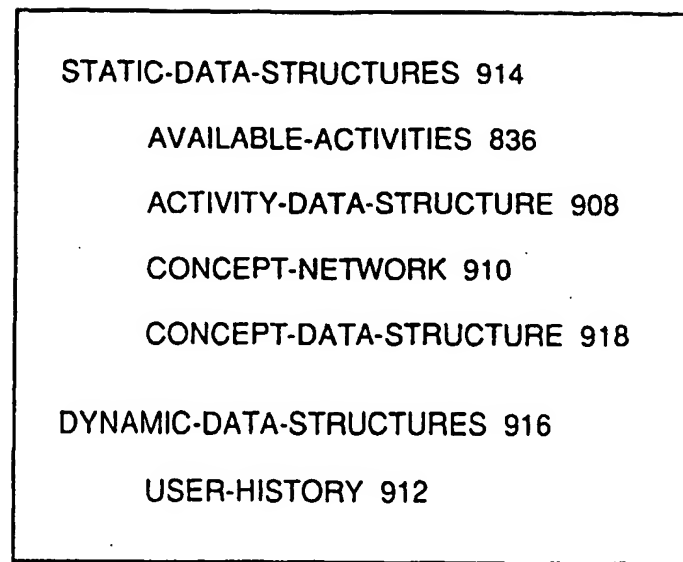 STATIC-DATA-STRUCTURES 914
AVAILABLE-ACTIVITIES 836
ACTIVITY-DATA-STRUCTURE 908
CONCEPT-NETWORK 910
CONCEPT-DATA-STRUCTURE 918
DYNAMIC-DATA-STRUCTURES 916
USER-HISTORY 912